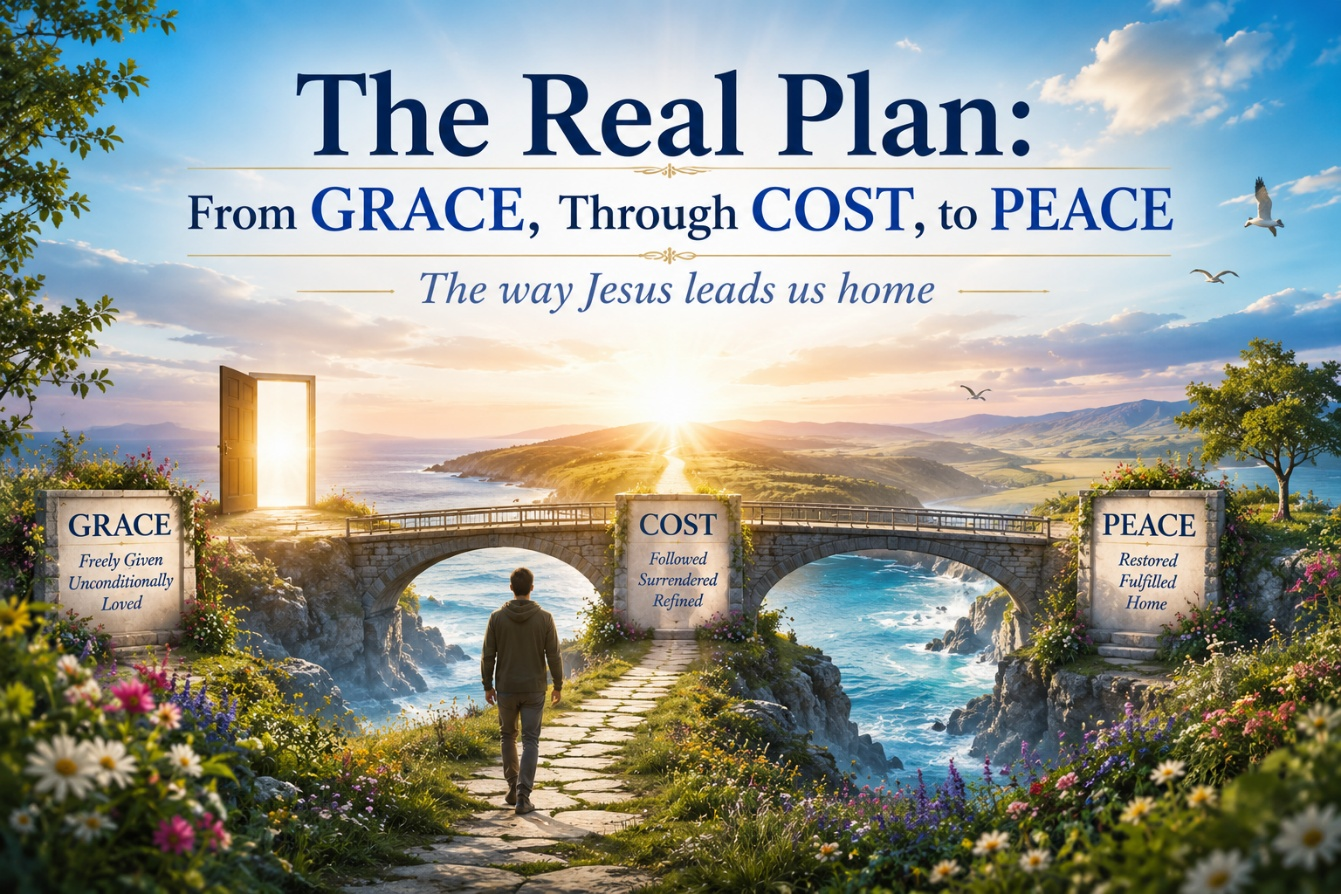 The Real Plan:
From GRACE, Through COST, to PEACE
The way Jesus leads us home
GRACE
Freely Given
Unconditionally
Loved
COST
Followed
Surrendered
Refined
PEACE
Restored
Fulfilled
Home